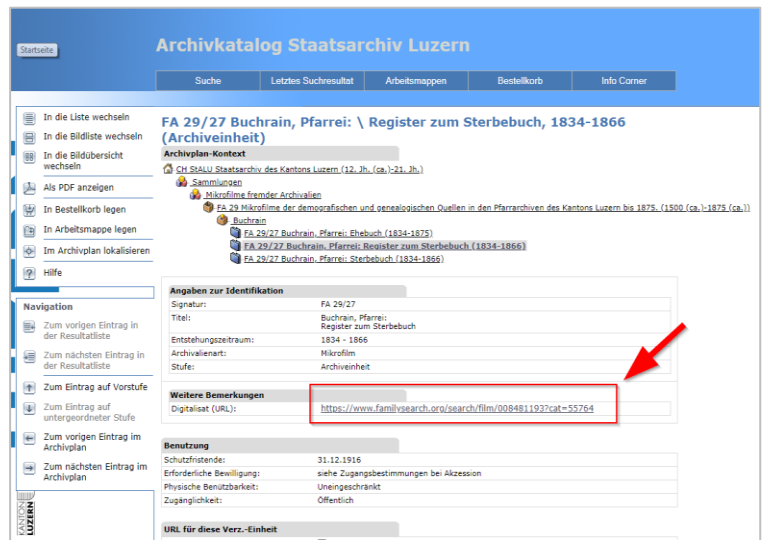 Startseite
Archivkatalog Staatsarchiv Luzern
Suche Letztes Suchresultat Arbeitsmappen Bestellkorb Info Corner
In die Liste wechseln
In die Bildliste wechseln
In die Bildübersicht
wechseln
Als PDF anzeigen
In Bestellkorb legen
In Arbeitsmappe legen
Im Archivplan lokalisieren
Hilfe
Navigation
Zum vorigen Eintrag in
der Resultatliste
Zum nächsten Eintrag in
der Resultatliste
Zum Eintrag auf Vorstufe
Zum Eintrag auf
untergeordneter Stufe
Zum vorigen Eintrag im
Archivplan
Zum nächsten Eintrag im
Archivplan
KANTON
LUZERN
FA 29/27 Buchrain, Pfarrei: \ Register zum Sterbebuch, 1834-1866
(Archiveinheit)
Archivplan-Kontext
CH StALU Staatsarchiv des Kantons Luzern (12. Jh. (ca.)-21. Jh.)
Sammlungen
Mikrofilme fremder Archivalien
FA 29 Mikrofilme der demografischen und genealogischen Quellen in den Pfarrarchiven des Kantons Luzern bis 1875. (1500 (ca.)-1875 (ca.))
Buchrain
FA 29/27 Buchrain, Pfarrei: Ehebuch (1834-1875)
FA 29/27 Buchrain, Pfarrei: Register zum Sterbebuch (1834-1866)
FA 29/27 Buchrain, Pfarrei: Sterbebuch (1834-1866)
Angaben zur Identifikation
Signatur: FA 29/27
Titel: Buchrain, Pfarrei:
Register zum Sterbebuch
Entstehungszeitraum: 1834 - 1866
Archivalienart: Mikrofilm
Stufe: Archiveinheit
Weitere Bemerkungen
Digitalisat (URL): https://www.familysearch.org/search/film/008481193?cat=55764
Benutzung
Schutzfristende: 31.12.1916
Erforderliche Bewilligung: siehe Zugangsbestimmungen bei Akzession
Physische Benützbarkeit: Uneingeschränkt
Zugänglichkeit: Öffentlich
URL für diese Verz.-Einheit